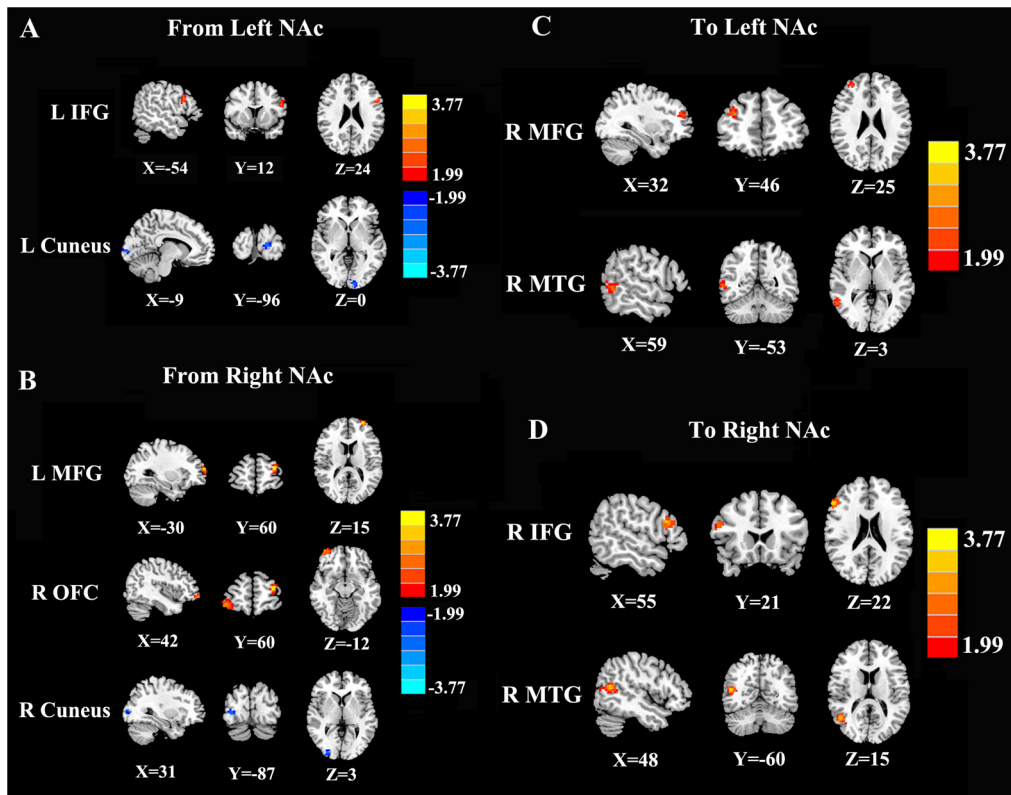 A
From Left NAc
L IFG
X=-54
Y=12
Z=24
3.77
1.99
L Cuneus
X=-9
Y=-96
Z=0
-1.99
-3.77
B
From Right NAc
L MFG
X=-30
Y=60
Z=15
R OFC
X=42
Y=60
Z=-12
3.77
1.99
-1.99
-3.77
R Cuneus
X=31
Y=-87
Z=3
C
To Left NAc
R MFG
X=32
Y=46
Z=25
3.77
1.99
R MTG
X=59
Y=-53
Z=3
D
To Right NAc
R IFG
X=55
Y=21
Z=22
3.77
1.99
R MTG
X=48
Y=-60
Z=15